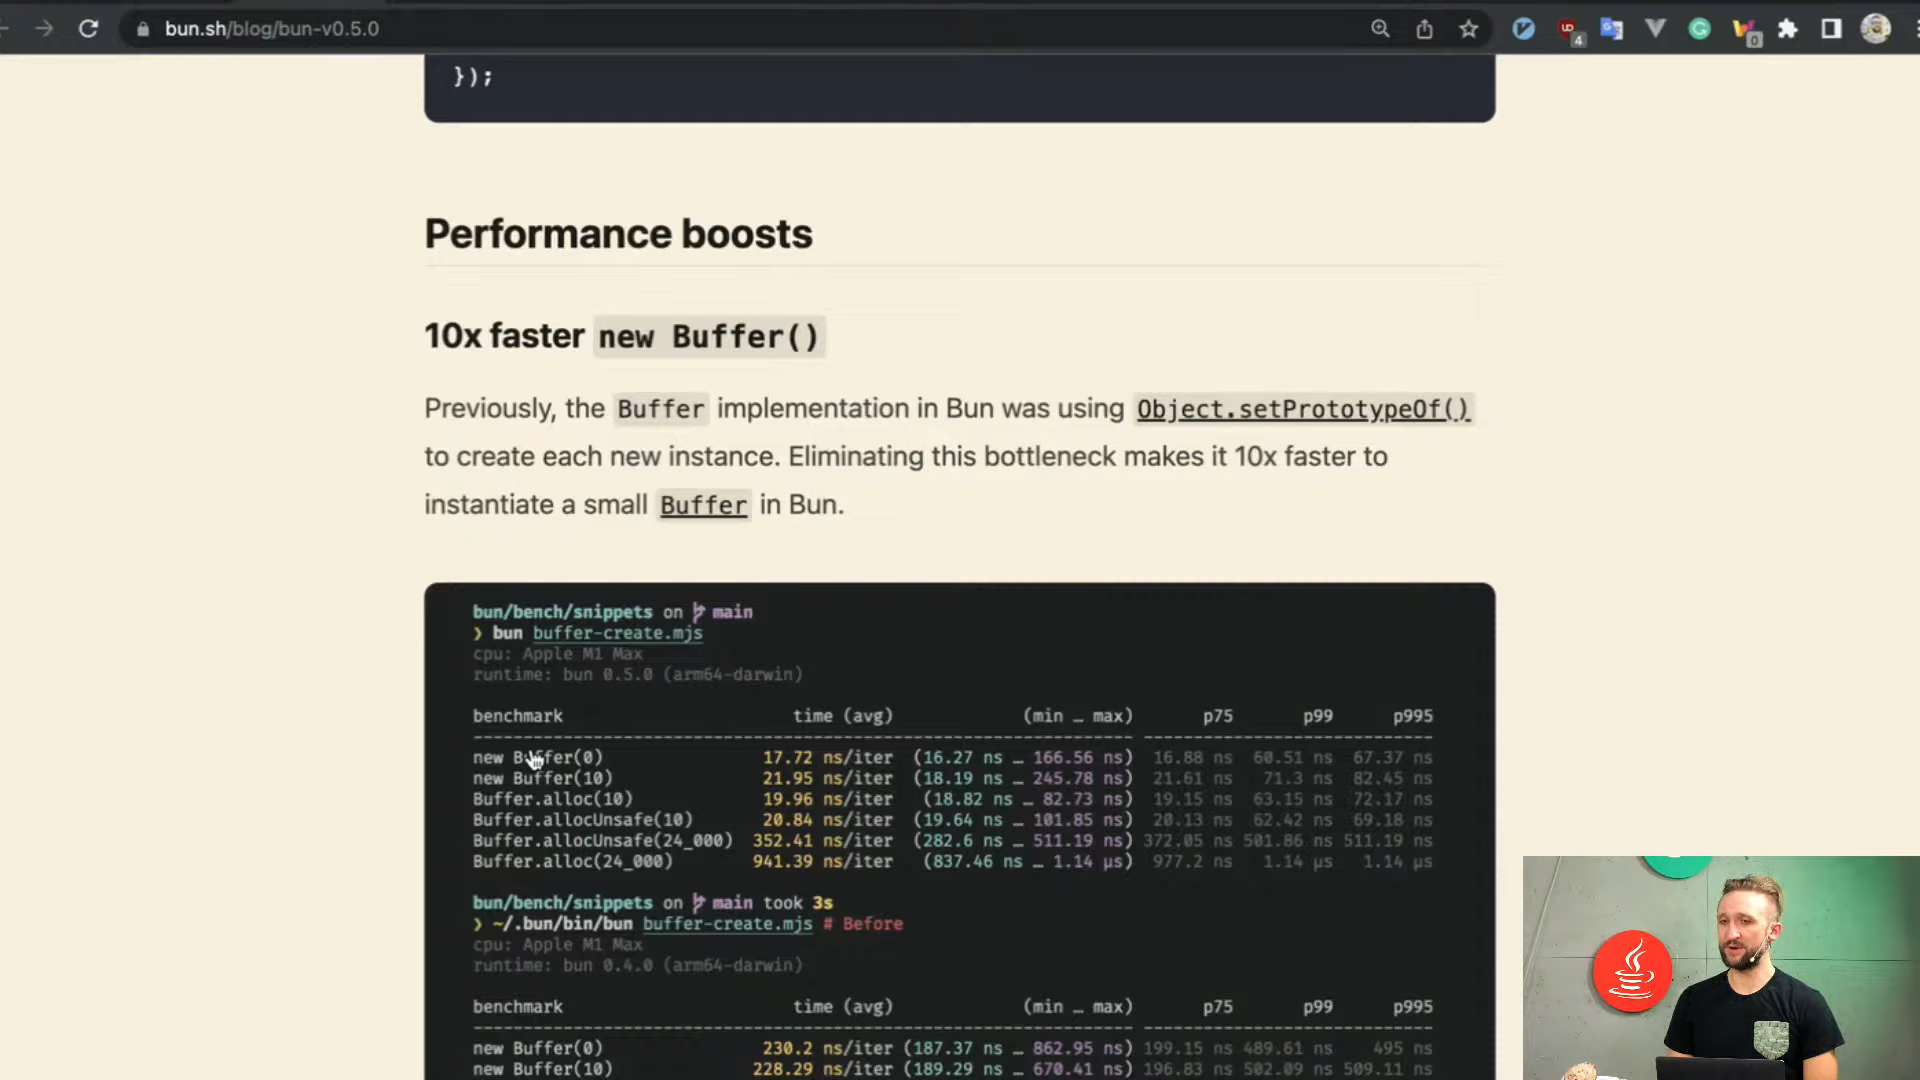 bun.sh/blog/bun-v0.5.0
4
0
});
Performance boosts
10x faster new Buffer()
Previously, the Buffer implementation in Bun was using Object.setPrototypeOf()
to create each new instance. Eliminating this bottleneck makes it 10x faster to
instantiate a small Buffer in Bun.
bun/bench/snippets on main
❯ bun buffer-create.mjs
cpu: Apple M1 Max
runtime: bun 0.5.0 (arm64-darwin)
benchmark time (avg) (min … max) p75 p99 p995
new Buffer(0) 17.72 ns/iter (16.27 ns … 166.56 ns) 16.88 ns 60.51 ns 67.37 ns
new Buffer(10) 21.95 ns/iter (18.19 ns … 245.78 ns) 21.61 ns 71.3 ns 82.45 ns
Buffer.alloc(10) 19.96 ns/iter (18.82 ns … 82.73 ns) 19.15 ns 63.15 ns 72.17 ns
Buffer.allocUnsafe(10) 20.84 ns/iter (19.64 ns … 101.85 ns) 20.13 ns 62.42 ns 69.18 ns
Buffer.allocUnsafe(24_000) 352.41 ns/iter (282.6 ns … 511.19 ns) 372.05 ns 501.86 ns 511.19 ns
Buffer.alloc(24_000) 941.39 ns/iter (837.46 ns … 1.14 µs) 977.2 ns 1.14 µs 1.14 µs
bun/bench/snippets on main took 3s
❯ ~/.bun/bin/bun buffer-create.mjs # Before
cpu: Apple M1 Max
runtime: bun 0.4.0 (arm64-darwin)
benchmark time (avg) (min … max) p75 p99 p995
new Buffer(0) 230.2 ns/iter (187.37 ns … 862.95 ns) 199.15 ns 489.61 ns 495 ns
new Buffer(10) 228.29 ns/iter (189.29 ns … 670.41 ns) 196.83 ns 502.09 ns 509.11 ns